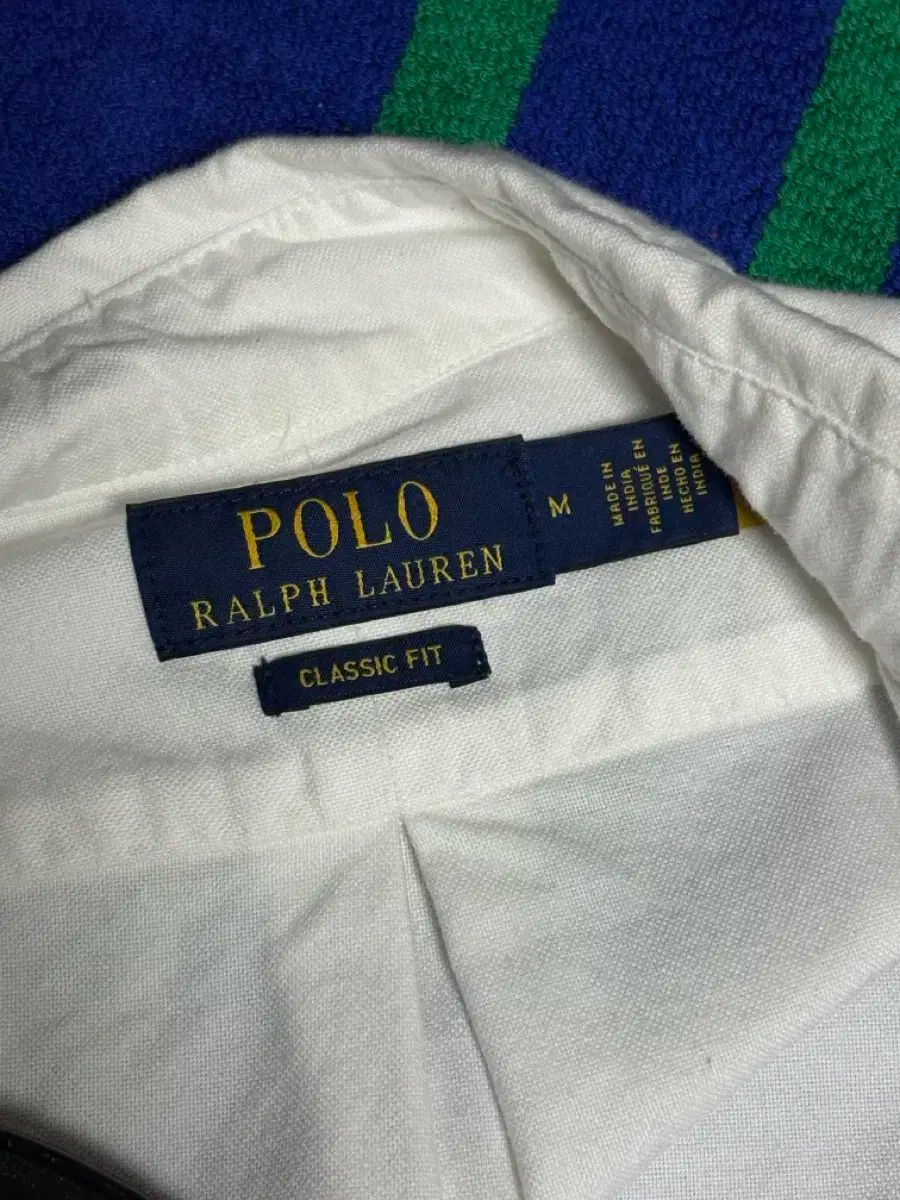 POLO
RALPH LAUREN
CLASSIC FIT
M
MADE IN
INDIA
FABRIQUÉ EN
INDE
HECHO EN
INDIA